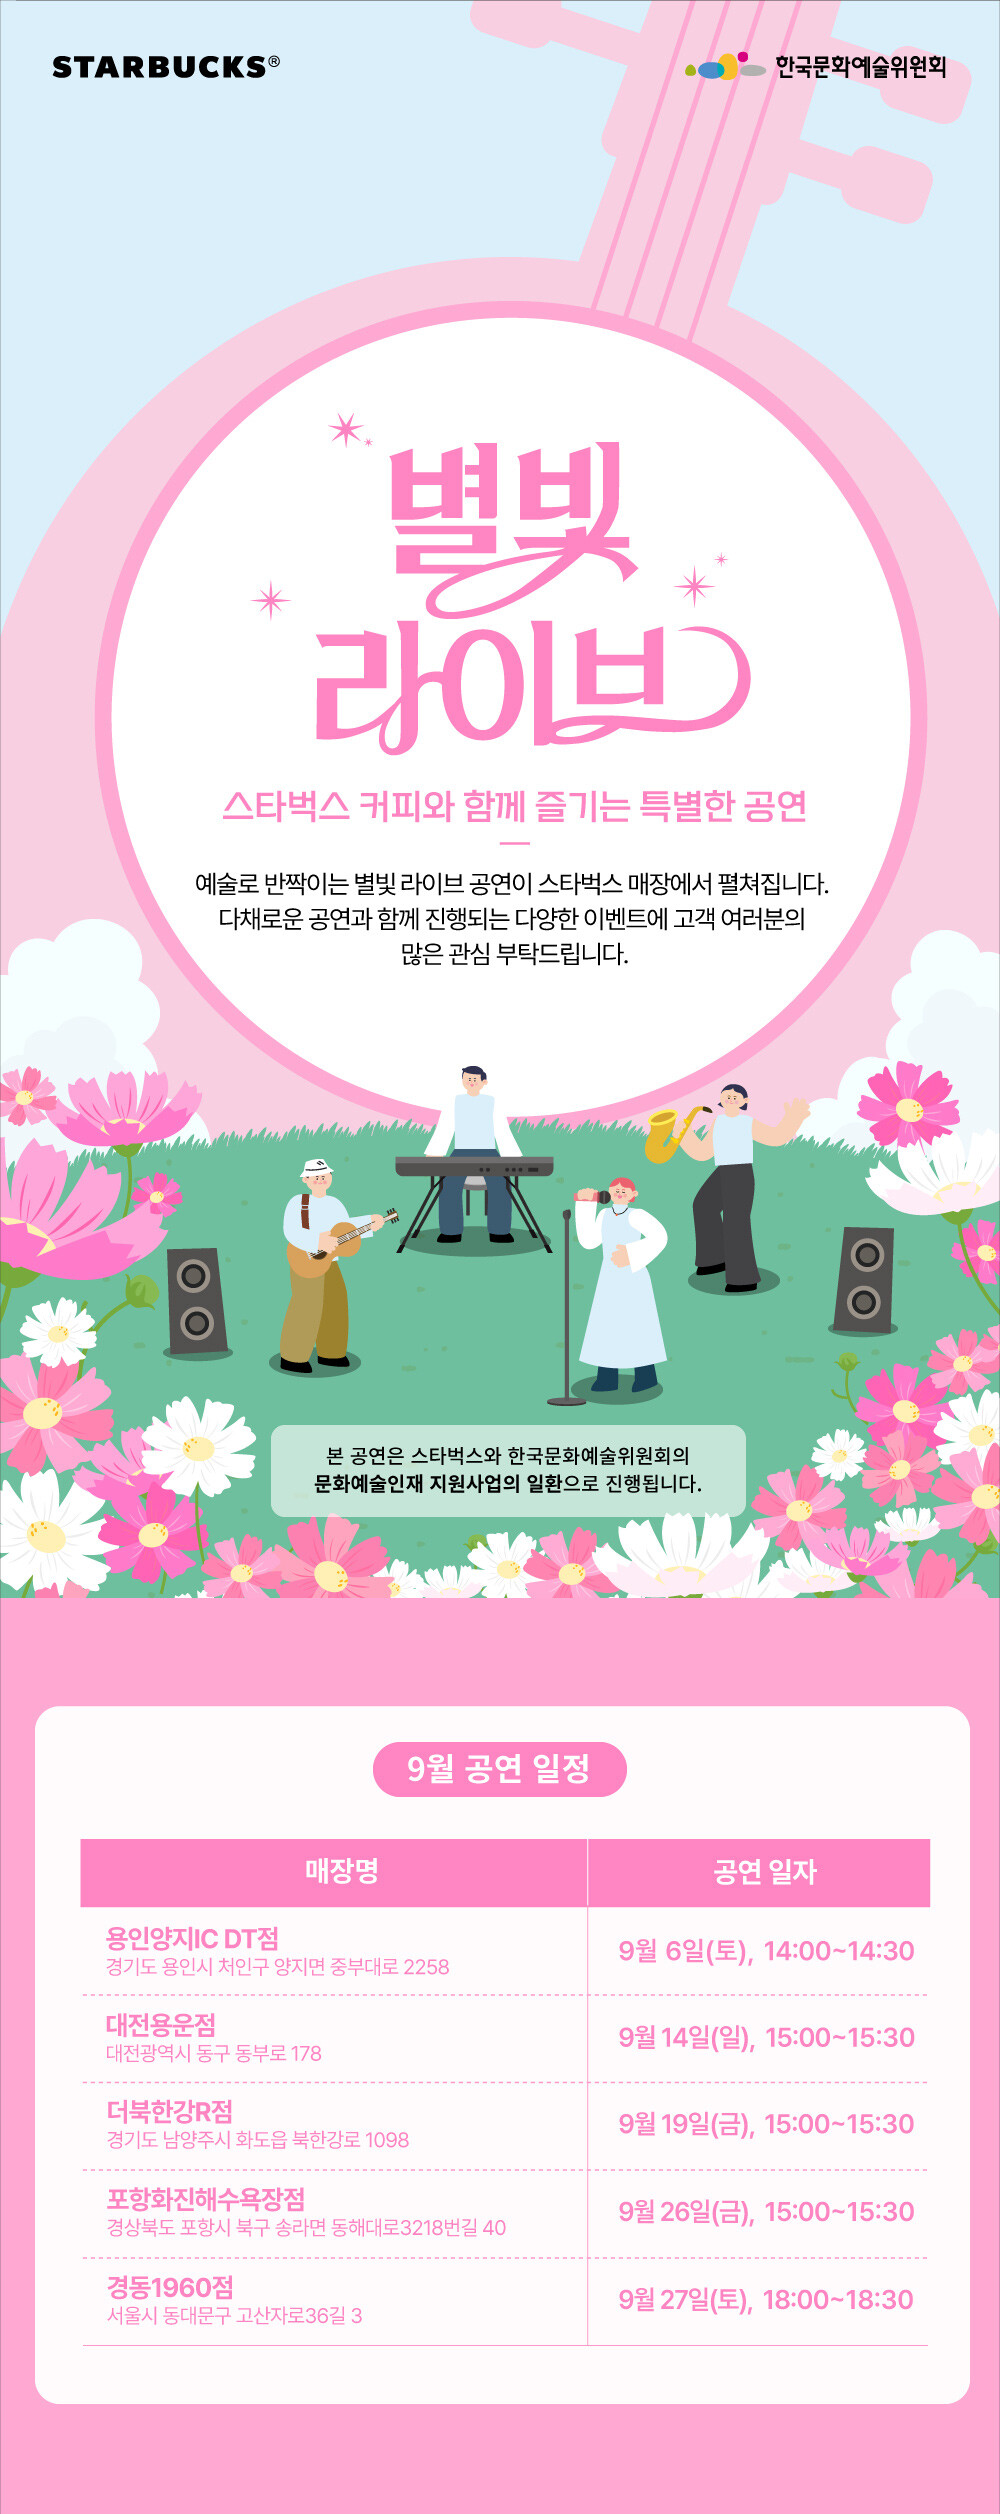 STARBUCKS®
한국문화예술위원회
별빛
라이브
스타벅스 커피와 함께 즐기는 특별한 공연
예술로 반짝이는 별빛 라이브 공연이 스타벅스 매장에서 펼쳐집니다.
다채로운 공연과 함께 진행되는 다양한 이벤트에 고객 여러분의
많은 관심 부탁드립니다.
본 공연은 스타벅스와 한국문화예술위원회의
문화예술인재 지원사업의 일환으로 진행됩니다.
9월 공연 일정
매장명 공연 일자
용인양지IC DT점
경기도 용인시 처인구 양지면 중부대로 2258
9월 6일(토), 14:00~14:30
대전용운점
대전광역시 동구 동부로 178
9월 14일(일), 15:00~15:30
더북한강R점
경기도 남양주시 화도읍 북한강로 1098
9월 19일(금), 15:00~15:30
포항화진해수욕장점
경상북도 포항시 북구 송라면 동해대로3218번길 40
9월 26일(금), 15:00~15:30
경동1960점
서울시 동대문구 고산자로36길 3
9월 27일(토), 18:00~18:30